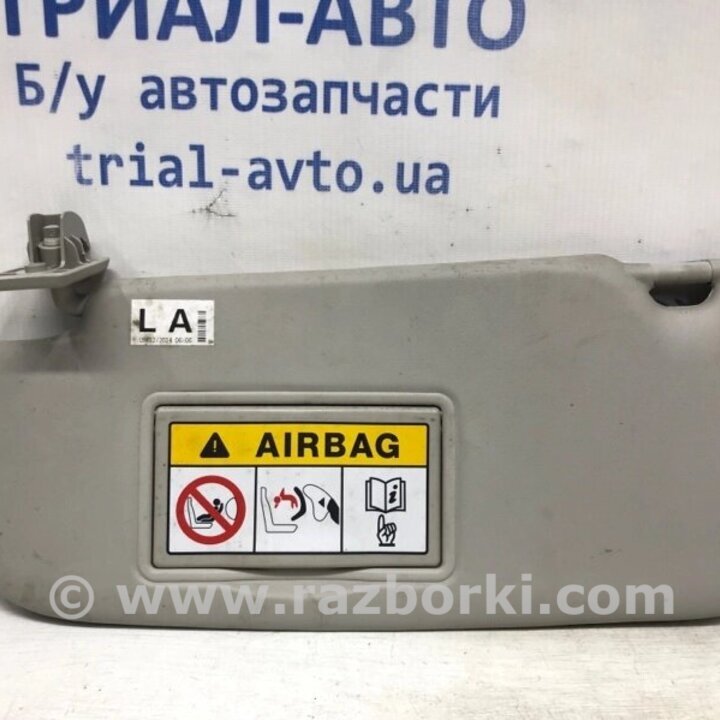 ТРИАЛ-АВТО
Б/у автозапчасти
trial-avto.ua
L A
AIRBAG
© www.razborki.com